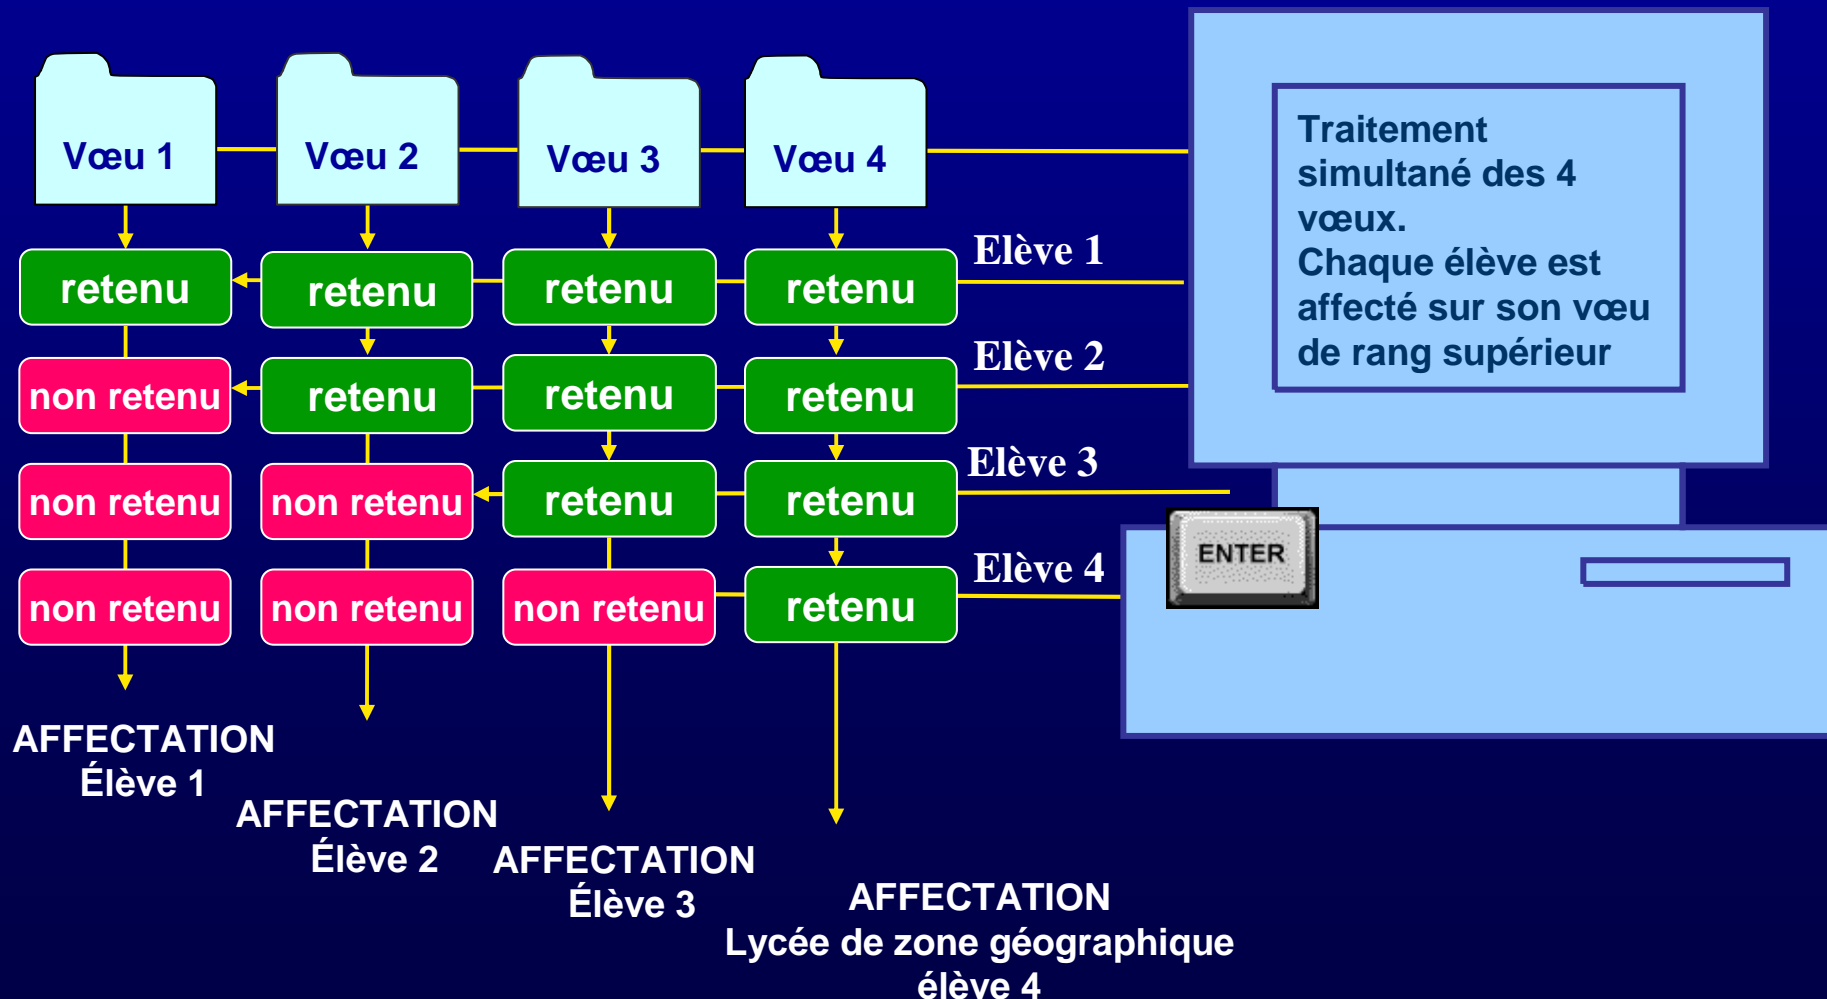 Vœu 1
Vœu 2
Vœu 3
Vœu 4
Traitement
simultané des 4
vœux.
Chaque élève est
affecté sur son vœu
de rang supérieur
retenu
retenu
retenu
retenu
Elève 1
non retenu
retenu
retenu
retenu
Elève 2
non retenu
non retenu
retenu
retenu
Elève 3
non retenu
non retenu
non retenu
retenu
Elève 4
ENTER
AFFECTATION
Élève 1
AFFECTATION
Élève 2
AFFECTATION
Élève 3
AFFECTATION
Lycée de zone géographique
élève 4